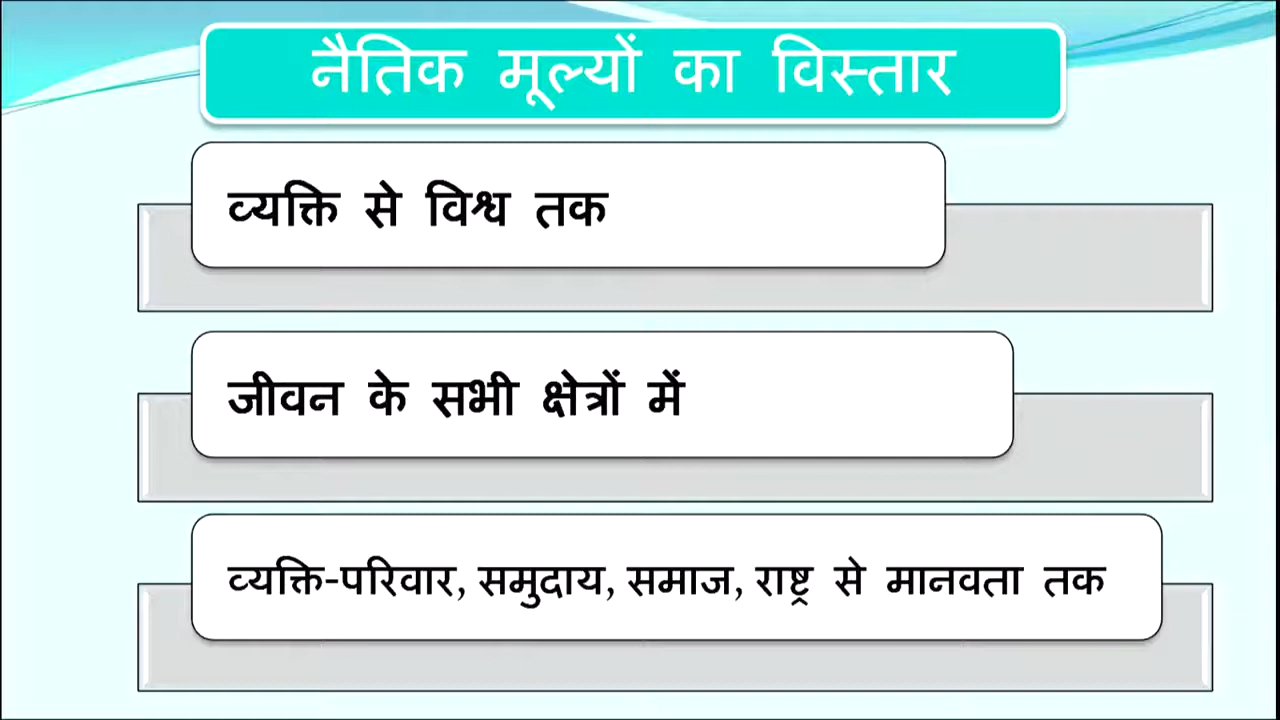 नैतिक मूल्यों का विस्तार
व्यक्ति से विश्व तक
जीवन के सभी क्षेत्रों में
व्यक्ति-परिवार, समुदाय, समाज, राष्ट्र से मानवता तक